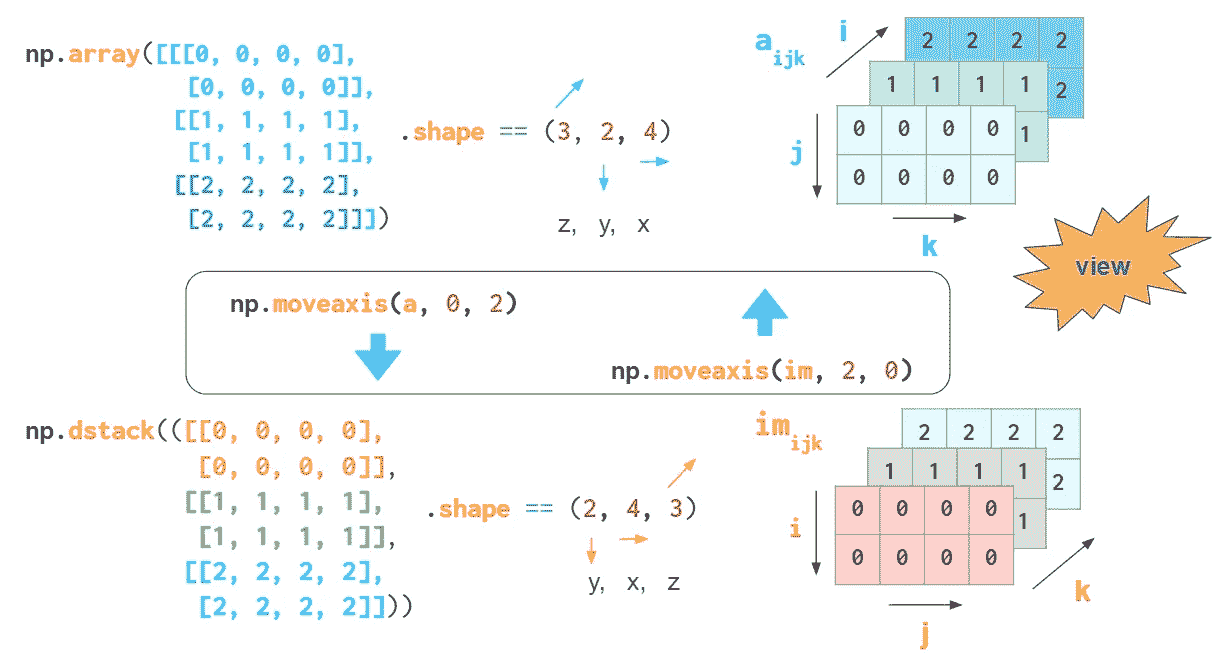 np.array([[[0, 0, 0, 0],
[0, 0, 0, 0]],
[[1, 1, 1, 1],
[1, 1, 1, 1]],
[[2, 2, 2, 2],
[2, 2, 2, 2]]])
.shape == (3, 2, 4)
z, y, x
a ijk
i
2 2 2 2
1 1 1 1 2
0 0 0 0 1
0 0 0 0
j
k
view
np.moveaxis(a, 0, 2)
np.moveaxis(im, 2, 0)
np.dstack(([[0, 0, 0, 0],
[0, 0, 0, 0]],
[[1, 1, 1, 1],
[1, 1, 1, 1]],
[[2, 2, 2, 2],
[2, 2, 2, 2]]))
.shape == (2, 4, 3)
y, x, z
im ijk
2 2 2 2
1 1 1 1 2
0 0 0 0 1
0 0 0 0
i
k
j